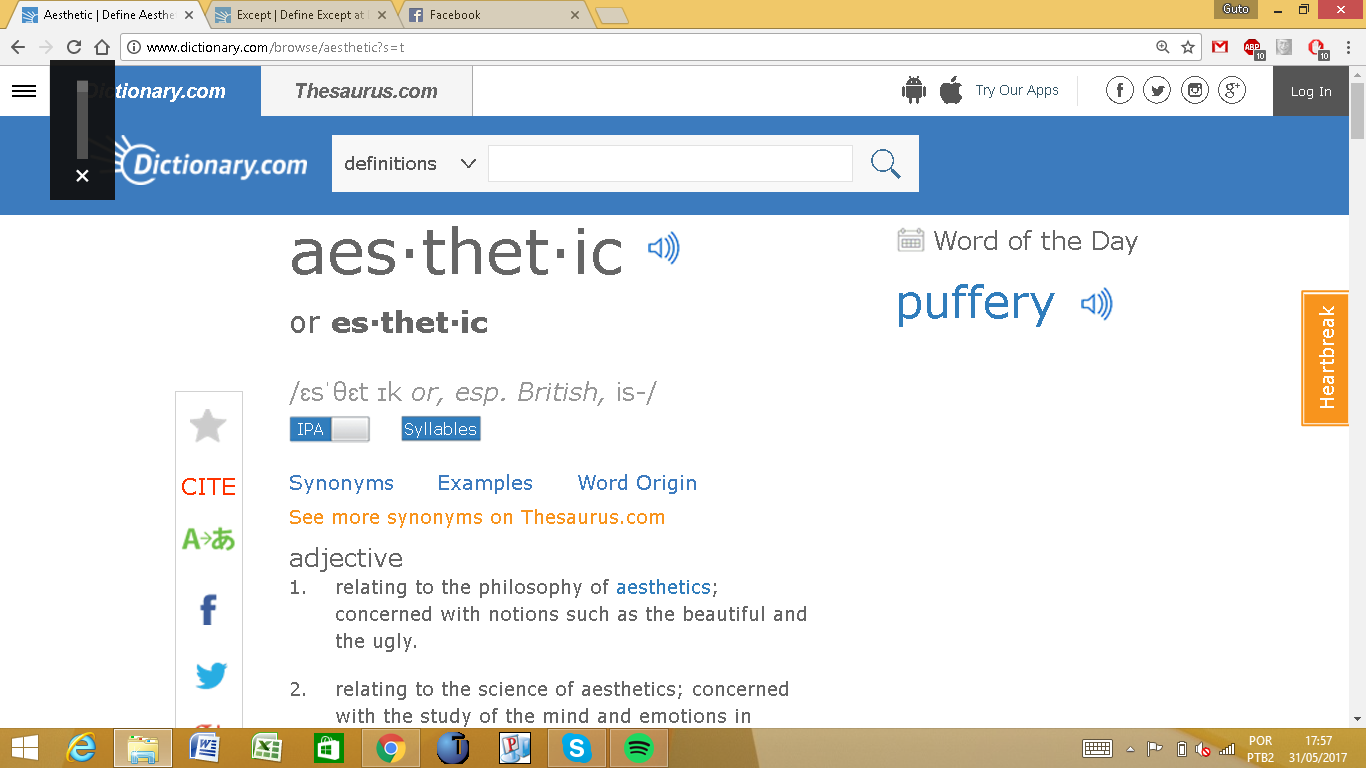 Aesthetic | Define Aesthe
Except | Define Except at
Facebook
Guto
www.dictionary.com/browse/aesthetic?s=t
ABP
10
10
tionary.com
Thesaurus.com
Try Our Apps
Log In
Dictionary.com
definitions
aes·thet·ic
Word of the Day
puffery
or es·thet·ic
Heartbreak
/ɛsˈθɛt ɪk or, esp. British, is-/
IPA
Syllables
CITE
Synonyms Examples Word Origin
See more synonyms on Thesaurus.com
A→あ
adjective
1. relating to the philosophy of aesthetics;
concerned with notions such as the beautiful and
the ugly.
2. relating to the science of aesthetics; concerned
with the study of the mind and emotions in
POR
PTB2
17:57
31/05/2017